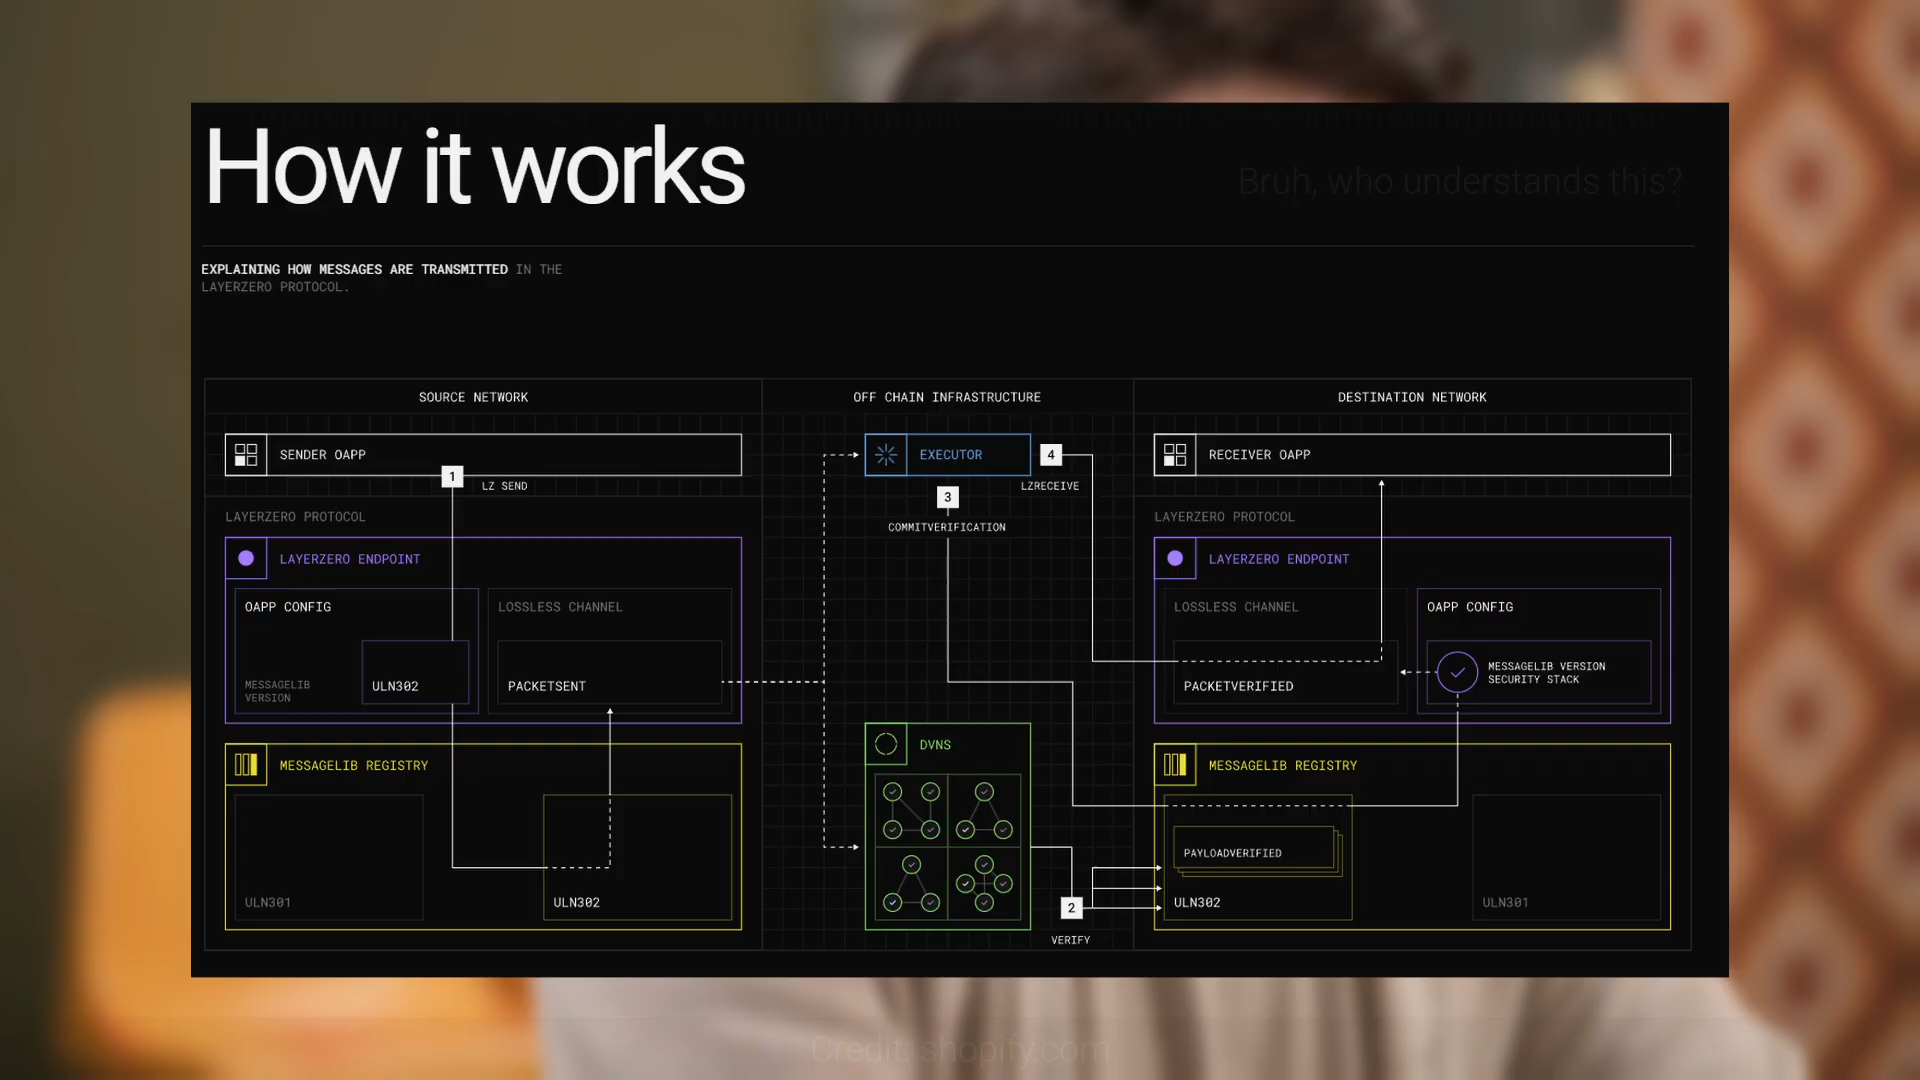 How it works
Bruh, who understands this?
EXPLAINING HOW MESSAGES ARE TRANSMITTED IN THE
LAYERZERO PROTOCOL.
SOURCE NETWORK
OFF CHAIN INFRASTRUCTURE
DESTINATION NETWORK
SENDER OAPP
1
LZ SEND
EXECUTOR
4
LZRECEIVE
3
COMMITVERIFICATION
RECEIVER OAPP
LAYERZERO PROTOCOL
LAYERZERO ENDPOINT
OAPP CONFIG
MESSAGELIB
VERSION
ULN302
LOSSLESS CHANNEL
PACKETSENT
MESSAGELIB REGISTRY
ULN301
ULN302
DVNS
2
VERIFY
LAYERZERO PROTOCOL
LAYERZERO ENDPOINT
LOSSLESS CHANNEL
PACKETVERIFIED
OAPP CONFIG
MESSAGELIB VERSION
SECURITY STACK
MESSAGELIB REGISTRY
PAYLOADVERIFIED
ULN302
ULN301
Credit: shopify.com